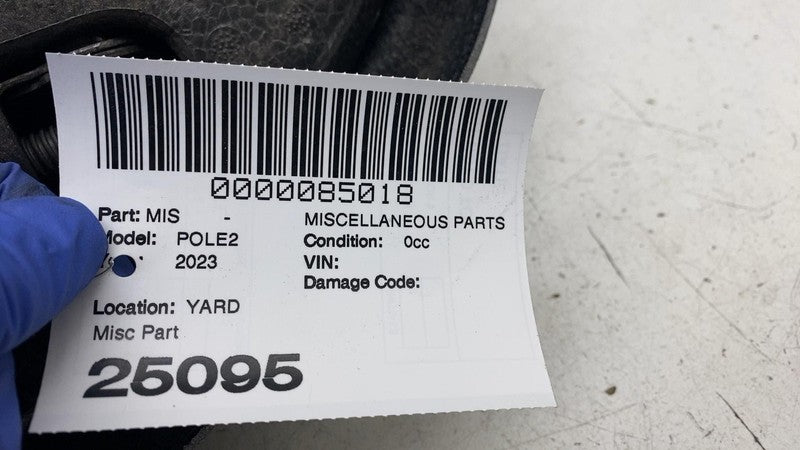 0000085018
Part: MIS - MISCELLANEOUS PARTS
Model: POLE2 Condition: 0cc
2023 VIN:
Damage Code:
Location: YARD
Misc Part
25095